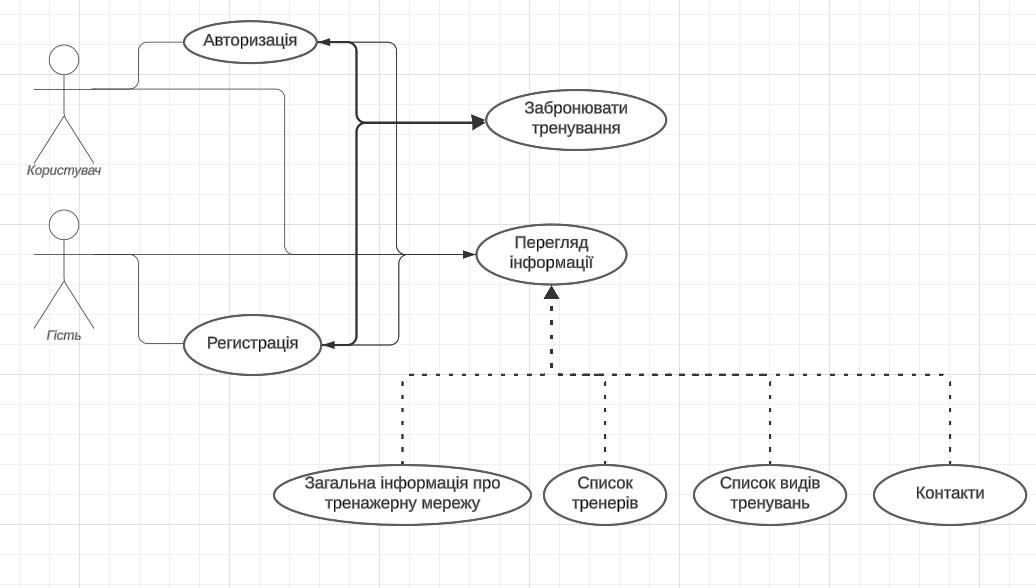 Авторизація
Забронювати
тренування
Користувач
Перегляд
інформації
Гість
Регистрація
Загальна інформація про
тренажерну мережу
Список
тренерів
Список видів
тренувань
Контакти